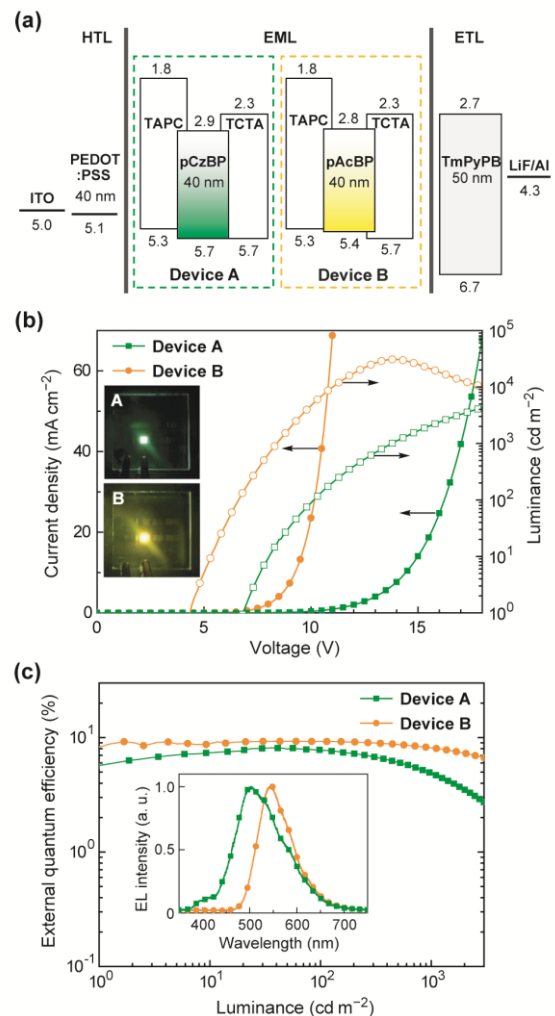 (a)
HTL EML ETL
1.8 1.8
2.9 2.3 2.8 2.3 2.7
TAPC TCTA TAPC TCTA
PEDOT
:PSS
pCzBP pAcBP TmPyPB
LiF/Al
ITO 40 nm 40 nm 40 nm 50 nm
4.3
5.0 5.1 5.3 5.3
5.7 5.7 5.4 5.7
Device A Device B
6.7
(b)
Device A
Device B
A
B
Current density (mA cm−2)
60
40
20
0
Luminance (cd m−2)
10^5
10^4
10^3
10^2
10^1
10^0
0 5 10 15
Voltage (V)
(c)
Device A
Device B
External quantum efficiency (%)
10^1
10^0
10^-1
EL intensity (a. u.)
1.0
0.5
0
400 500 600 700
Wavelength (nm)
10^0 10^1 10^2 10^3
Luminance (cd m−2)